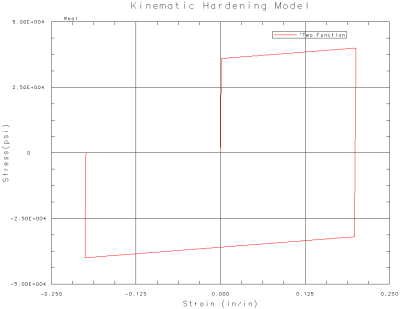 Kinematic Hardening Model
Real
5.00E+004
"Two Function
2.50E+004
Stress(psi)
0
-2.50E+004
-5.00E+004
-0.250
-0.125
0.000
0.125
0.250
Strain (in/in)